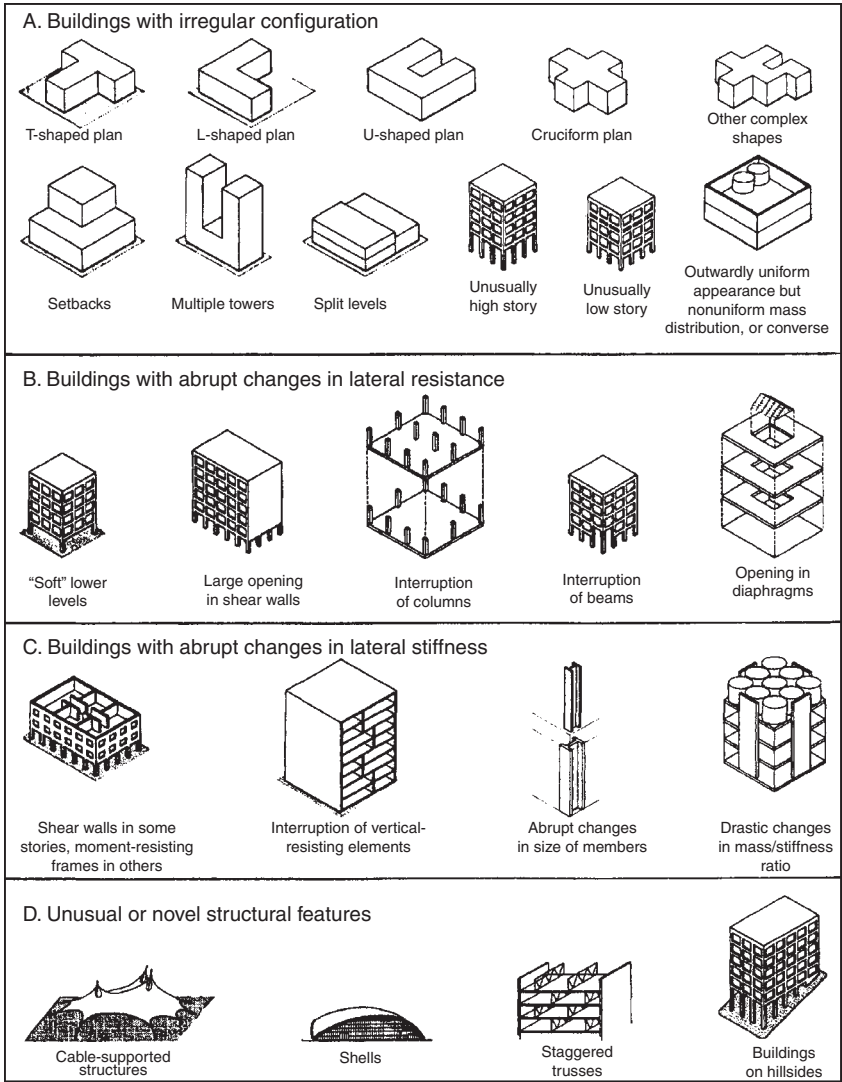 A. Buildings with irregular configuration
T-shaped plan
L-shaped plan
U-shaped plan
Cruciform plan
Other complex
shapes
Setbacks
Multiple towers
Split levels
Unusually
high story
Unusually
low story
Outwardly uniform
appearance but
nonuniform mass
distribution, or converse
B. Buildings with abrupt changes in lateral resistance
“Soft” lower
levels
Large opening
in shear walls
Interruption
of columns
Interruption
of beams
Opening in
diaphragms
C. Buildings with abrupt changes in lateral stiffness
Shear walls in some
stories, moment-resisting
frames in others
Interruption of vertical-
resisting elements
Abrupt changes
in size of members
Drastic changes
in mass/stiffness
ratio
D. Unusual or novel structural features
Cable-supported
structures
Shells
Staggered
trusses
Buildings
on hillsides